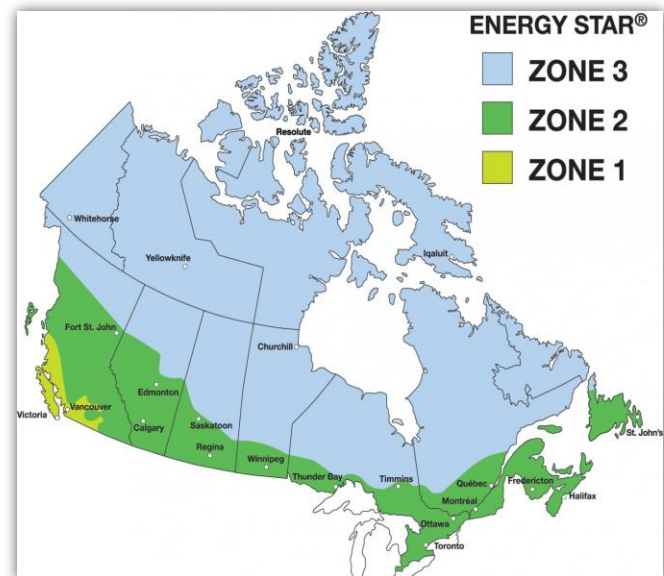 ENERGY STAR®
ZONE 3
ZONE 2
ZONE 1
Resolute
Whitehorse
Yellowknife
Iqaluit
Fort St. John
Churchill
Edmonton
Vancouver
Victoria
Calgary
Saskatoon
Regina
Winnipeg
Thunder Bay
Timmins
Québec
Fredericton
St. John's
Montréal
Halifax
Ottawa
Toronto